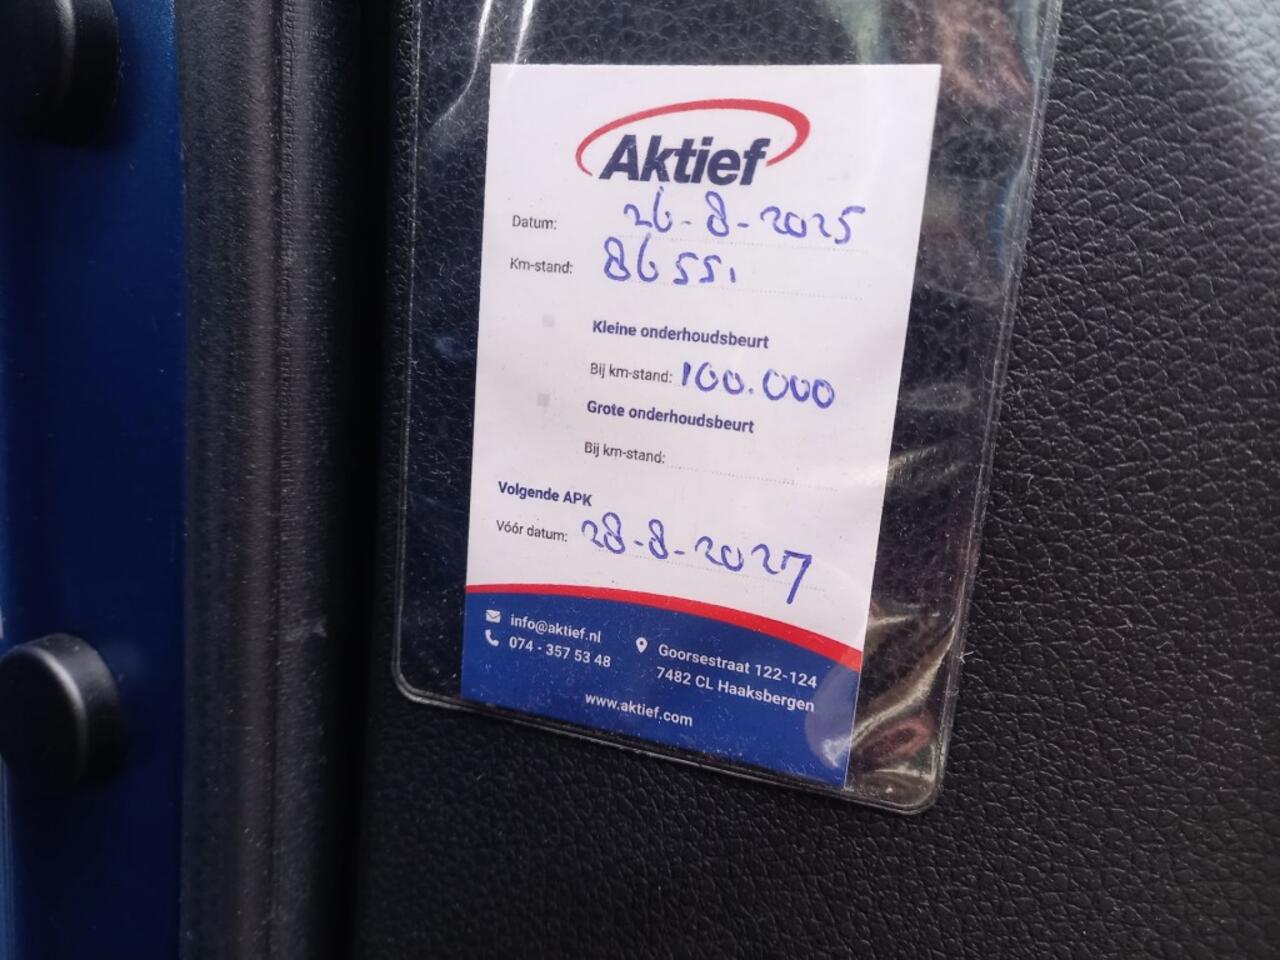 Aktief
Datum: 26-8-2025
Km-stand: 86551
Kleine onderhoudsbeurt
Bij km-stand: 100.000
Grote onderhoudsbeurt
Bij km-stand:
Volgende APK
Vóór datum: 28-8-2027
info@aktief.nl
074 - 357 53 48
Goorsestraat 122-124
7482 CL Haaksbergen
www.aktief.com